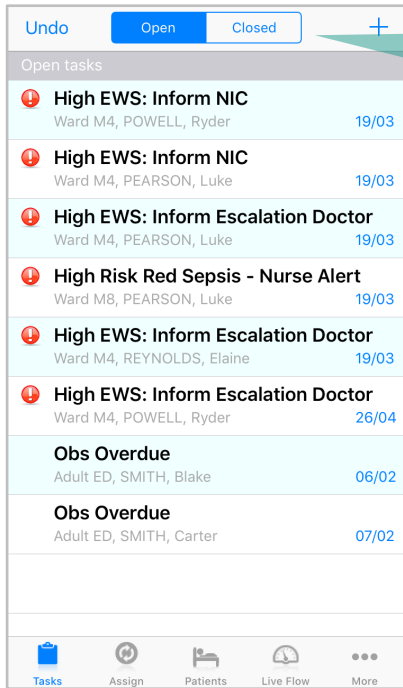 Undo Open Closed +
Open tasks
High EWS: Inform NIC
Ward M4, POWELL, Ryder 19/03
High EWS: Inform NIC
Ward M4, PEARSON, Luke 19/03
High EWS: Inform Escalation Doctor
Ward M4, PEARSON, Luke 19/03
High Risk Red Sepsis - Nurse Alert
Ward M8, PEARSON, Luke 19/03
High EWS: Inform Escalation Doctor
Ward M4, REYNOLDS, Elaine 19/03
High EWS: Inform Escalation Doctor
Ward M4, POWELL, Ryder 26/04
Obs Overdue
Adult ED, SMITH, Blake 06/02
Obs Overdue
Adult ED, SMITH, Carter 07/02
Tasks Assign Patients Live Flow More